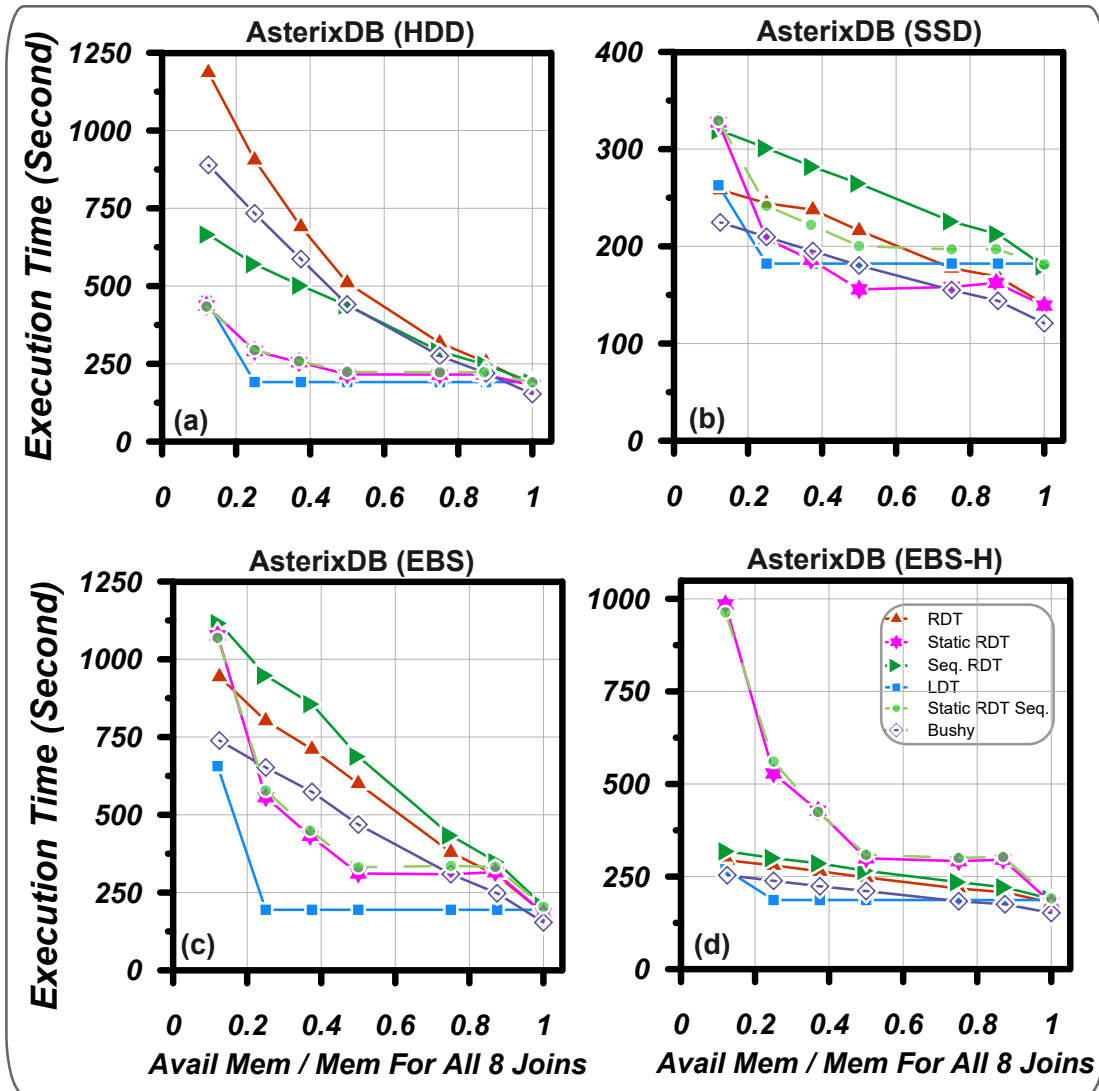 AsterixDB (HDD)
Execution Time (Second)
1250
1000
750
500
250
0
(a)
0 0.2 0.4 0.6 0.8 1
AsterixDB (SSD)
400
300
200
100
0
(b)
0 0.2 0.4 0.6 0.8 1
AsterixDB (EBS)
Execution Time (Second)
1250
1000
750
500
250
0
(c)
0 0.2 0.4 0.6 0.8 1
Avail Mem / Mem For All 8 Joins
AsterixDB (EBS-H)
1000
750
500
250
0
RDT
Static RDT
Seq. RDT
LDT
Static RDT Seq.
Bushy
(d)
0 0.2 0.4 0.6 0.8 1
Avail Mem / Mem For All 8 Joins